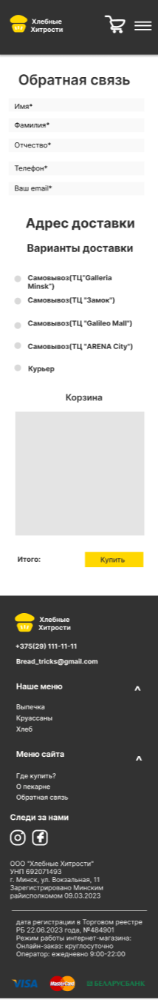 Хлебные
Хитрости
Обратная связь
Имя*
Фамилия*
Отчество*
Телефон*
Ваш email*
Адрес доставки
Варианты доставки
Самовывоз(ТЦ"Galleria
Minsk")
Самовывоз(ТЦ "Замок")
Самовывоз(ТЦ "Galileo Mall")
Самовывоз(ТЦ "ARENA City")
Курьер
Корзина
Итого:
Купить
Хлебные
Хитрости
+375(29) 111-11-11
Bread_tricks@gmail.com
Наше меню
Выпечка
Круассаны
Хлеб
Меню сайта
Где купить?
О пекарне
Обратная связь
Следи за нами
ООО "Хлебные Хитрости"
УНП 692071493
г. Минск, ул. Вокзальная, 11
Зарегистрировано Минским
райисполкомом 09.03.2023
дата регистрации в Торговом реестре
РБ 22.06.2023 года, №484901
Режим работы интернет-магазина:
Онлайн-заказ: круглосуточно
Оператор: ежедневно 9:00-22:00
VISA MasterCard БЕЛАРУСБАНК